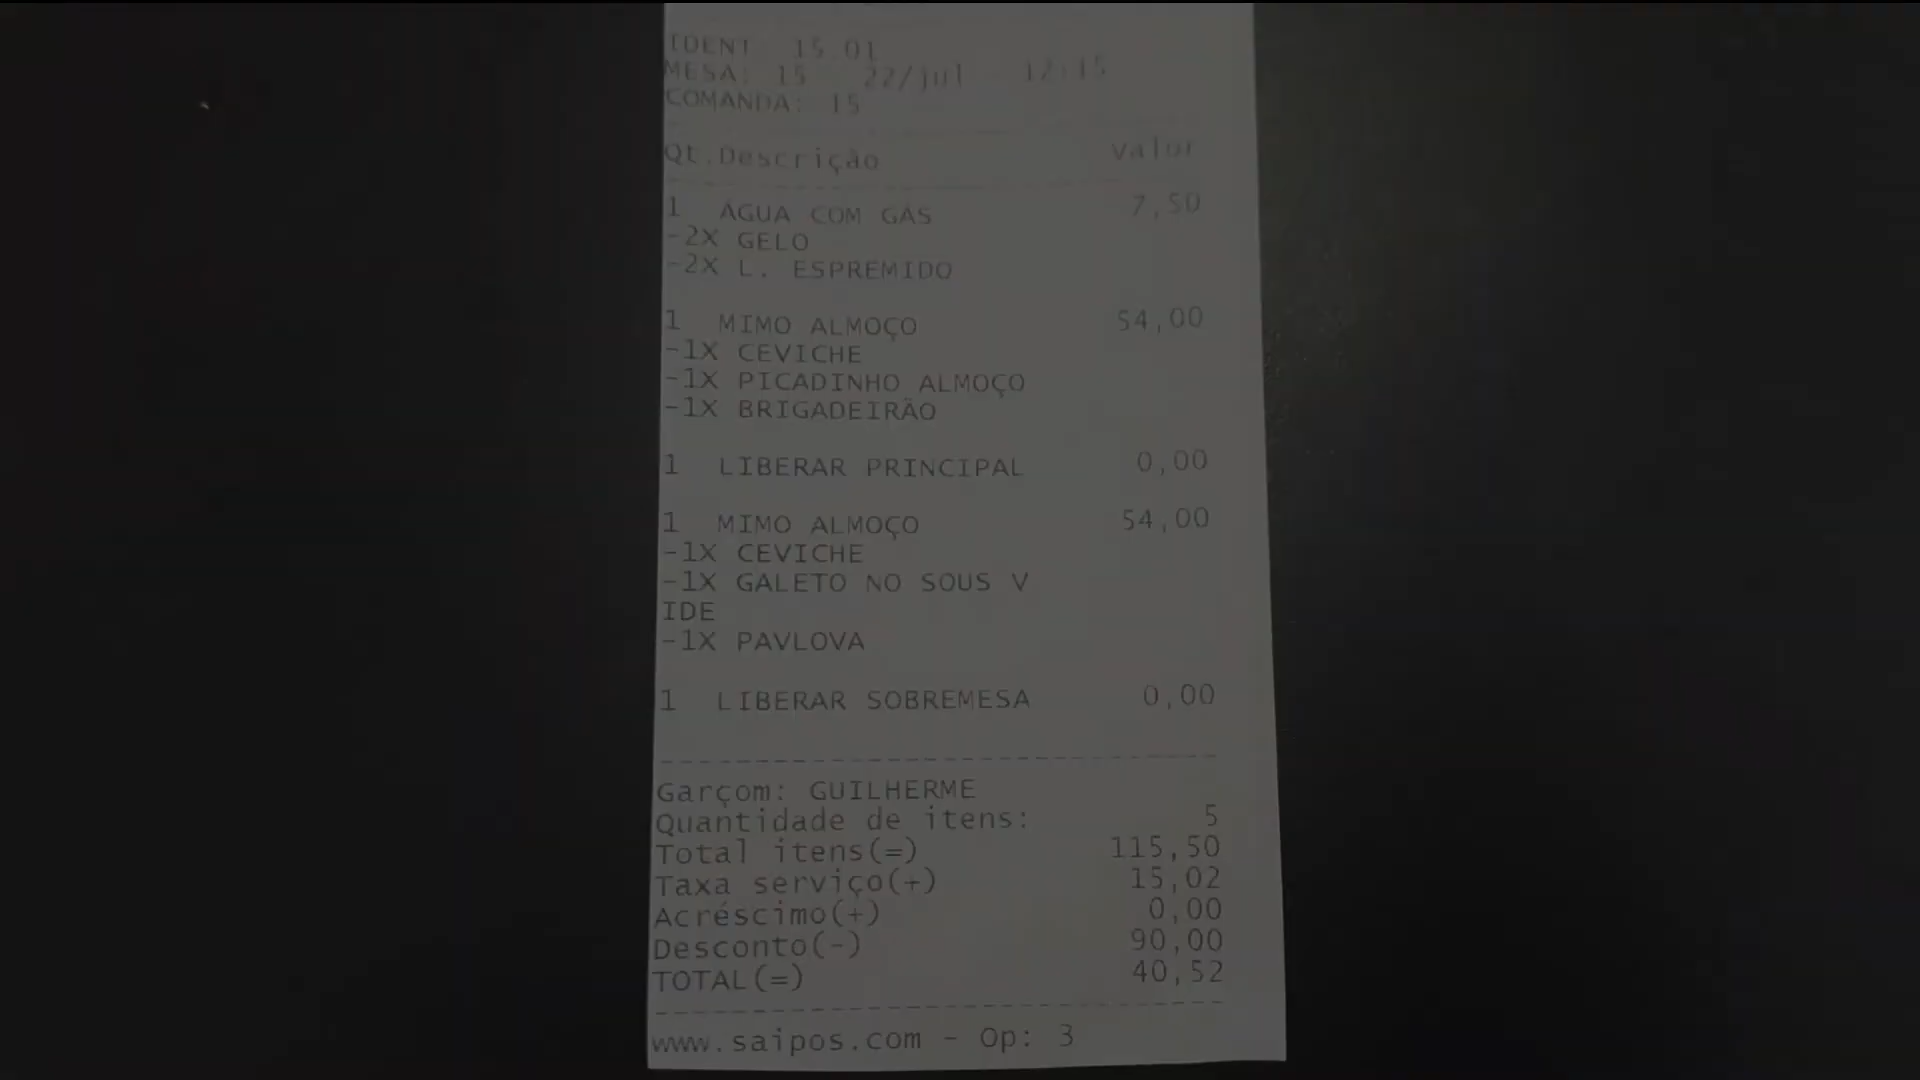 IDENT: 15 01
MESA: 15 22/jul - 12:15
COMANDA: 15
Qt.Descrição Valor
1 ÁGUA COM GÁS 7,50
-2X GELO
-2X L. ESPREMIDO
1 MIMO ALMOÇO 54,00
-1X CEVICHE
-1X PICADINHO ALMOÇO
-1X BRIGADEIRÃO
1 LIBERAR PRINCIPAL 0,00
1 MIMO ALMOÇO 54,00
-1X CEVICHE
-1X GALETO NO SOUS V
IDE
-1X PAVLOVA
1 LIBERAR SOBREMESA 0,00
Garçom: GUILHERME
Quantidade de itens: 5
Total itens(=) 115,50
Taxa serviço(+) 15,02
Acréscimo(+) 0,00
Desconto(-) 90,00
TOTAL(=) 40,52
www.saipos.com - Op: 3